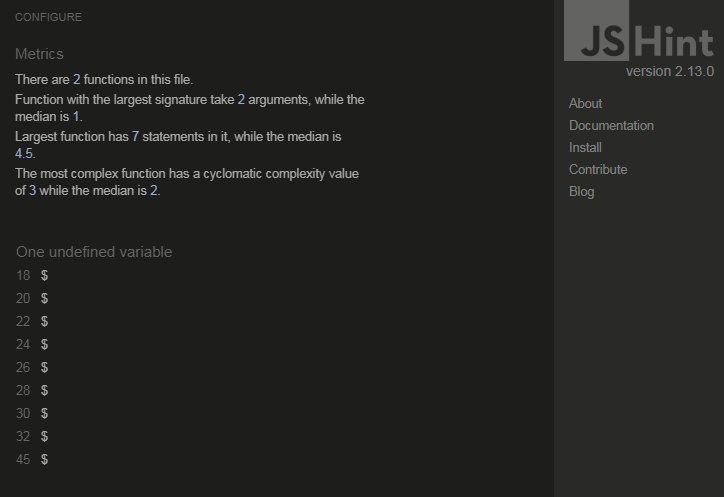 CONFIGURE
Metrics
There are 2 functions in this file.
Function with the largest signature take 2 arguments, while the
median is 1.
Largest function has 7 statements in it, while the median is
4.5.
The most complex function has a cyclomatic complexity value
of 3 while the median is 2.
One undefined variable
18 $
20 $
22 $
24 $
26 $
28 $
30 $
32 $
45 $
JSHint
version 2.13.0
About
Documentation
Install
Contribute
Blog